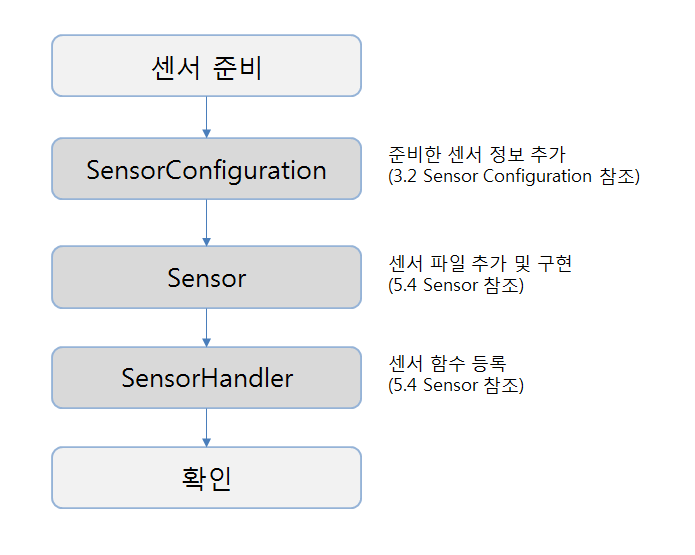 센서 준비
SensorConfiguration
준비한 센서 정보 추가
(3.2 Sensor Configuration 참조)
Sensor
센서 파일 추가 및 구현
(5.4 Sensor 참조)
SensorHandler
센서 함수 등록
(5.4 Sensor 참조)
확인